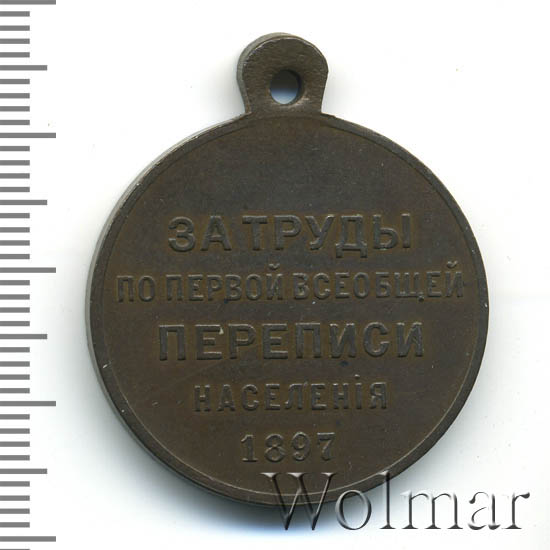 ЗА ТРУДЫ
ПО ПЕРВОЙ ВСЕОБЩЕЙ
ПЕРЕПИСИ
НАСЕЛЕНІЯ
1897
Wolmar